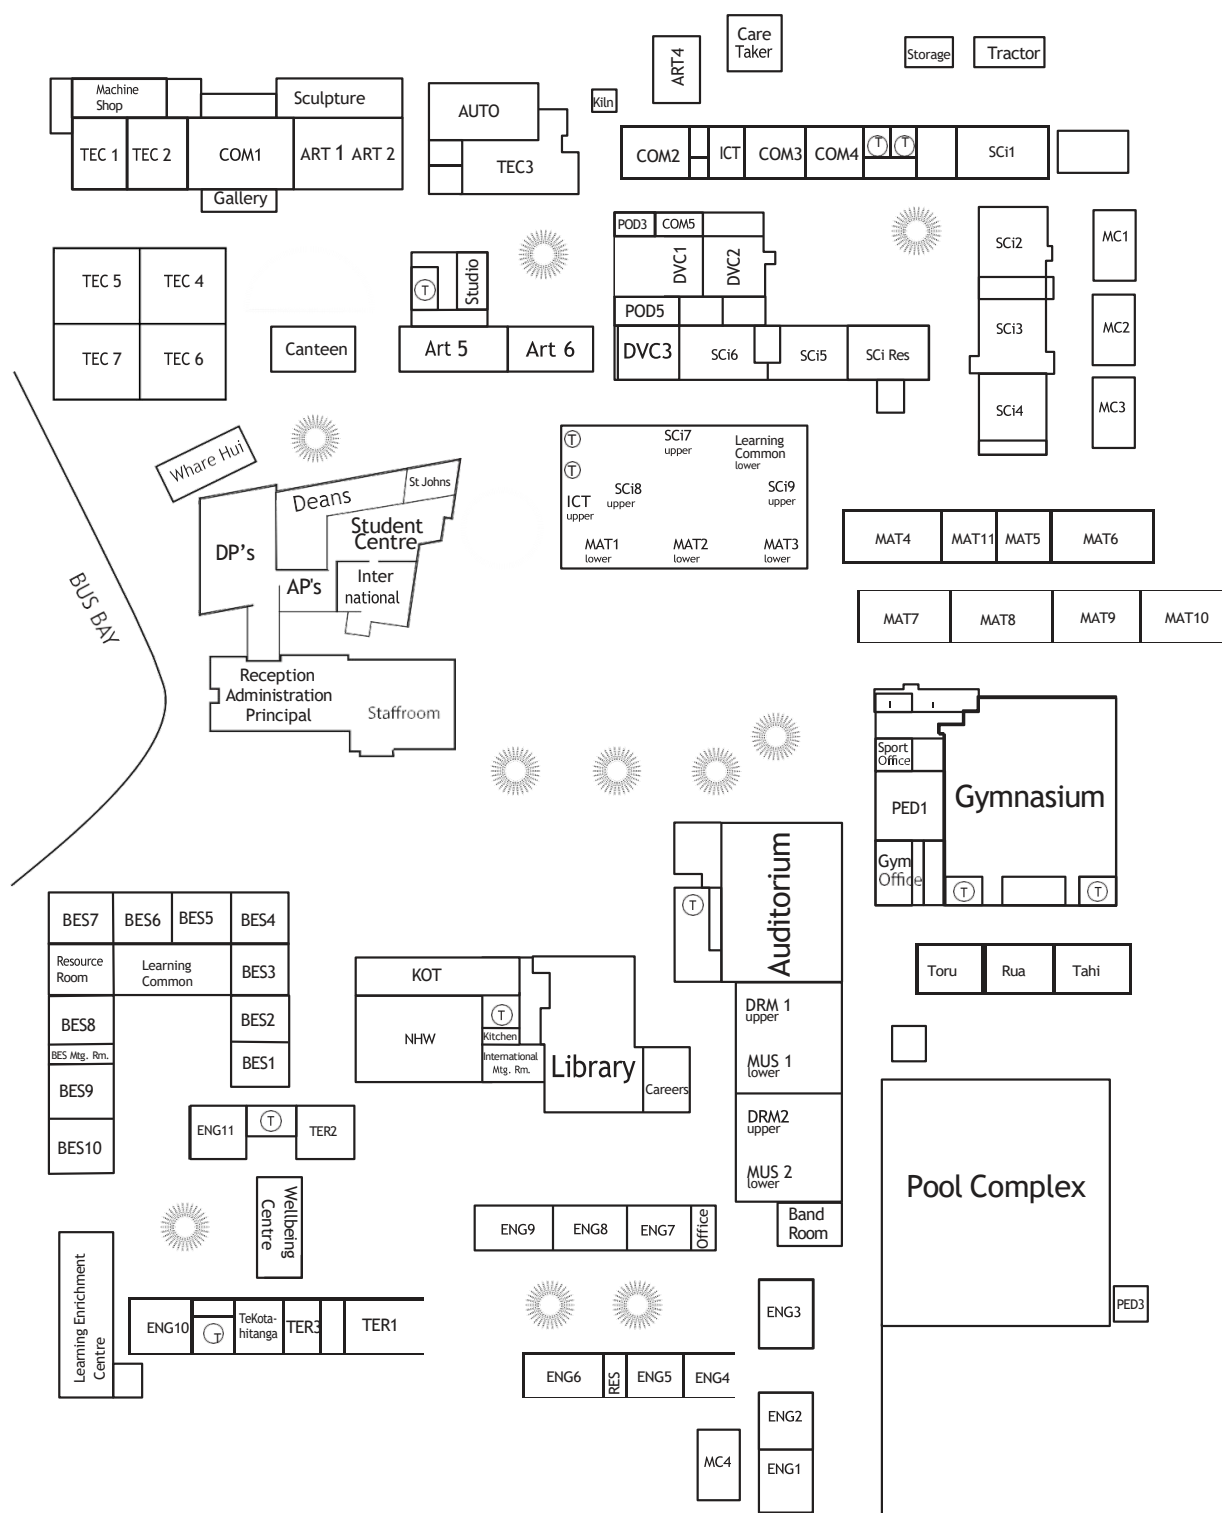 Care
Taker
ART4
Storage
Tractor
Machine
Shop
Sculpture
AUTO
Kiln
TEC 1
TEC 2
COM1
ART 1
ART 2
TEC3
Gallery
COM2
ICT
COM3
COM4
T
T
SCi1
POD3
COM5
DVC1
DVC2
SCi2
MC1
TEC 5
TEC 4
T
Studio
POD5
TEC 7
TEC 6
Canteen
Art 5
Art 6
DVC3
SCi6
SCi5
SCi Res
SCi3
MC2
SCi4
MC3
Whare Hui
Deans
St Johns
Student
Centre
DP's
AP's
Inter
national
T
SCi7
upper
Learning
Common
lower
T
SCi8
upper
SCi9
upper
ICT
upper
MAT1
lower
MAT2
lower
MAT3
lower
MAT4
MAT11
MAT5
MAT6
MAT7
MAT8
MAT9
MAT10
BUS BAY
Reception
Administration
Principal
Staffroom
Sport
Office
PED1
Gymnasium
Gym
Office
T
T
Auditorium
T
BES7
BES6
BES5
BES4
Resource
Room
Learning
Common
BES3
BES8
BES2
BES Mtg. Rm.
BES1
BES9
BES10
KOT
NHW
T
Kitchen
International
Mtg. Rm.
Library
Careers
DRM 1
upper
MUS 1
lower
DRM2
upper
MUS 2
lower
Band
Room
Toru
Rua
Tahi
Pool Complex
PED3
ENG11
T
TER2
Wellbeing
Centre
Learning Enrichment
Centre
ENG10
T
TeKota-
hitanga
TER3
TER1
ENG9
ENG8
ENG7
Office
ENG3
ENG6
RES
ENG5
ENG4
ENG2
ENG1
MC4